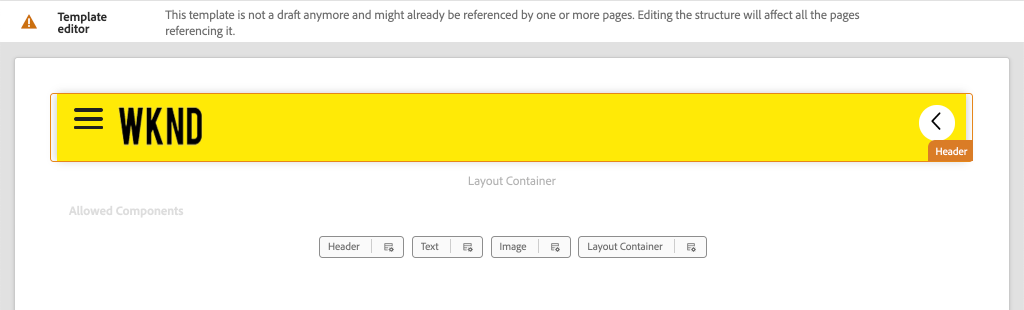 Template
editor
This template is not a draft anymore and might already be referenced by one or more pages. Editing the structure will affect all the pages
referencing it.
WKND
Header
Layout Container
Allowed Components
Header Text Image Layout Container